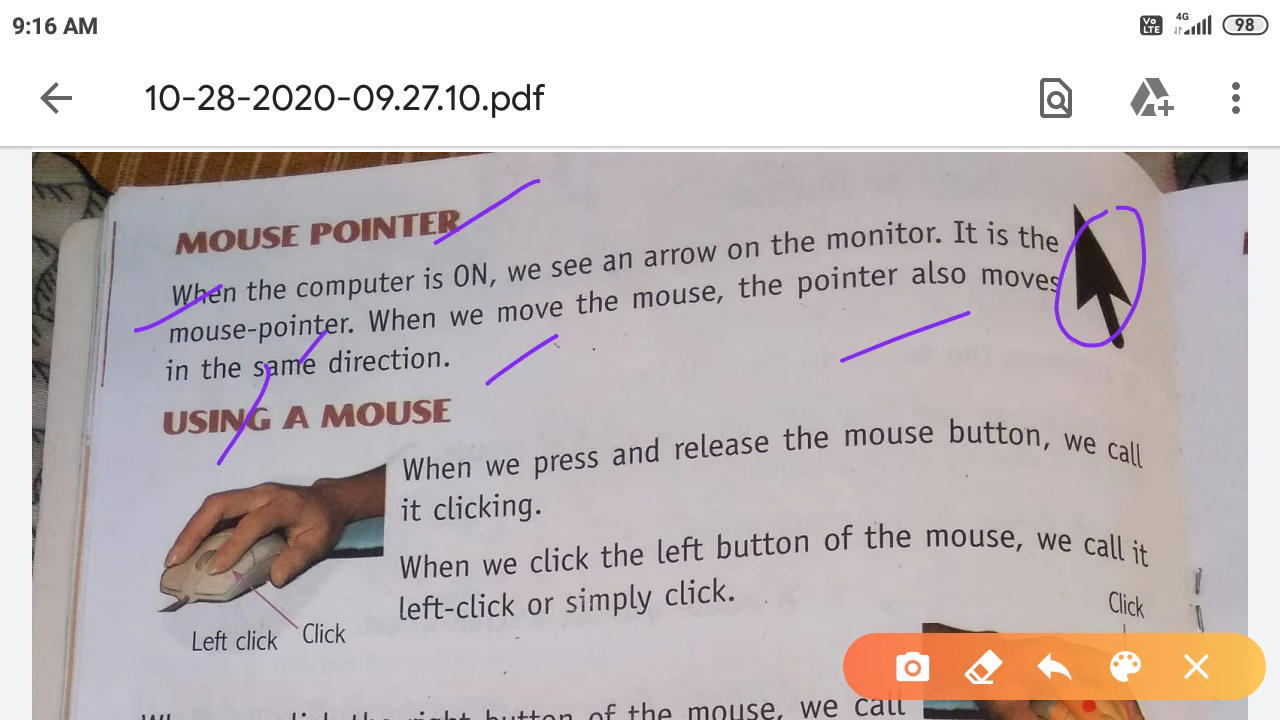 9:16 AM
Vo LTE 4G 98
10-28-2020-09.27.10.pdf
MOUSE POINTER
When the computer is ON, we see an arrow on the monitor. It is the
mouse-pointer. When we move the mouse, the pointer also moves
in the same direction.
USING A MOUSE
When we press and release the mouse button, we call
it clicking.
When we click the left button of the mouse, we call it
left-click or simply click.
Click
Left click Click
right button of the mouse, we call